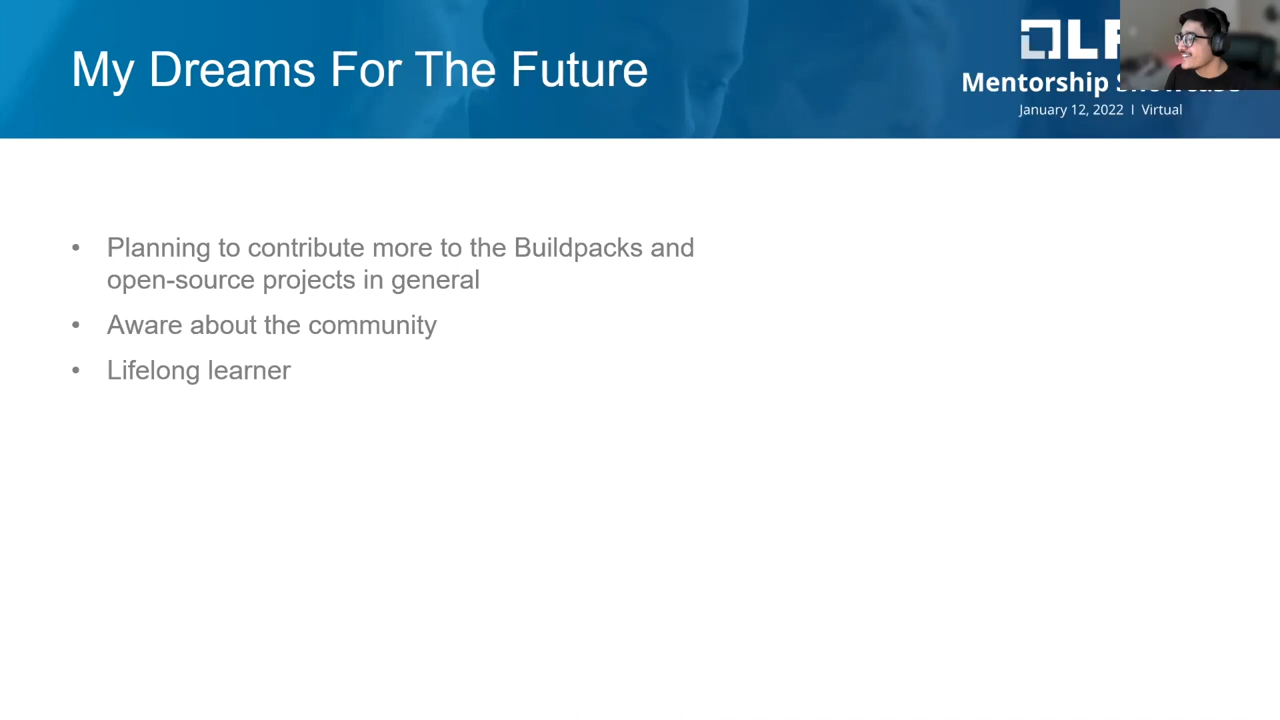 My Dreams For The Future
LF
Mentorship Showcase
January 12, 2022 | Virtual
• Planning to contribute more to the Buildpacks and
open-source projects in general
• Aware about the community
• Lifelong learner